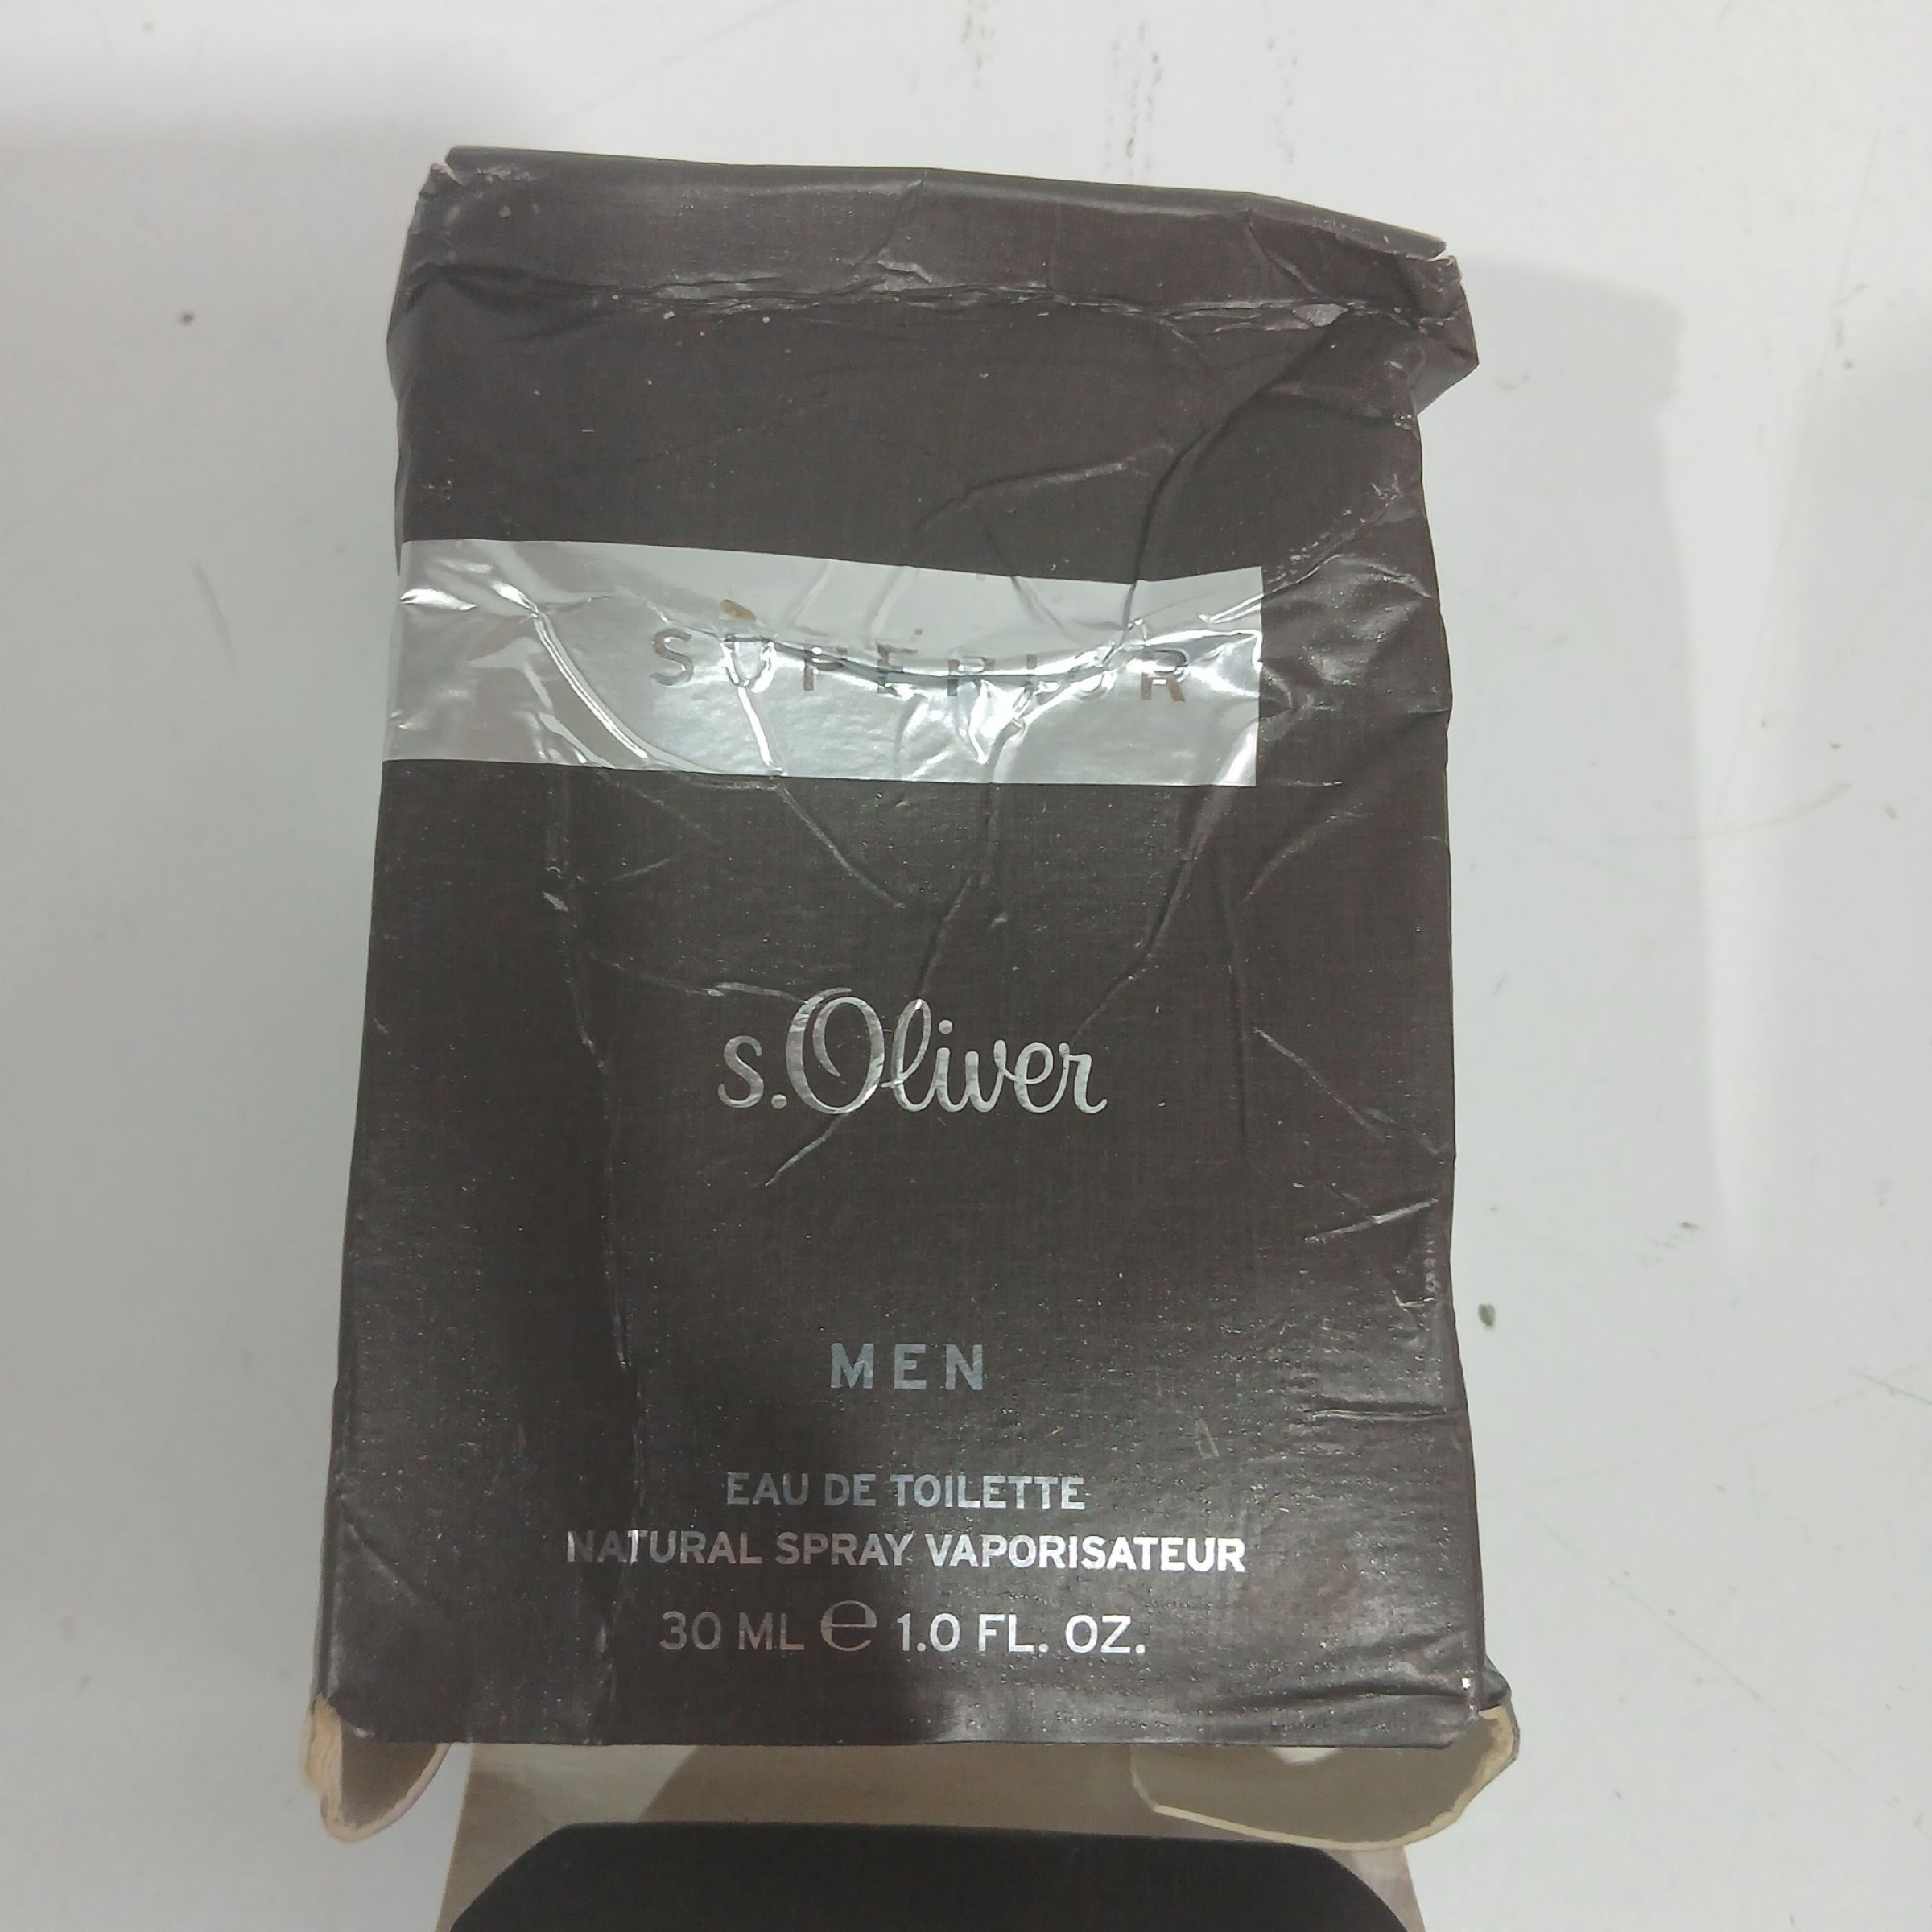 SUPERIOR
s.Oliver
MEN
EAU DE TOILETTE
NATURAL SPRAY VAPORISATEUR
30 ML ℮ 1.0 FL. OZ.